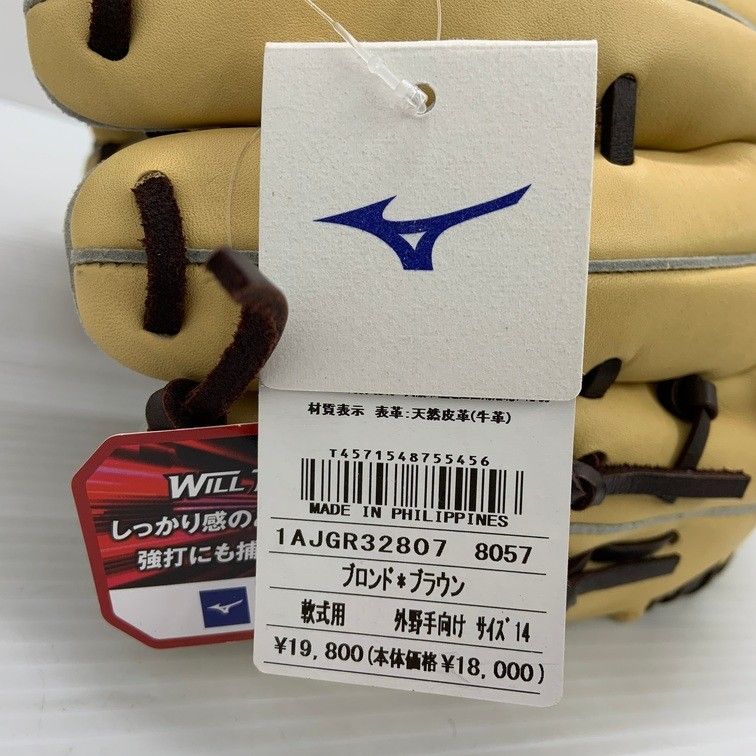 材質表示 表革:天然皮革(牛革)
T4571548755456
MADE IN PHILIPPINES
1AJGR32807 8057
ブロンド*ブラウン
軟式用 外野手向け サイズ14
¥19,800(本体価格¥18,000)
WILL
しっかり感の
強打にも捕